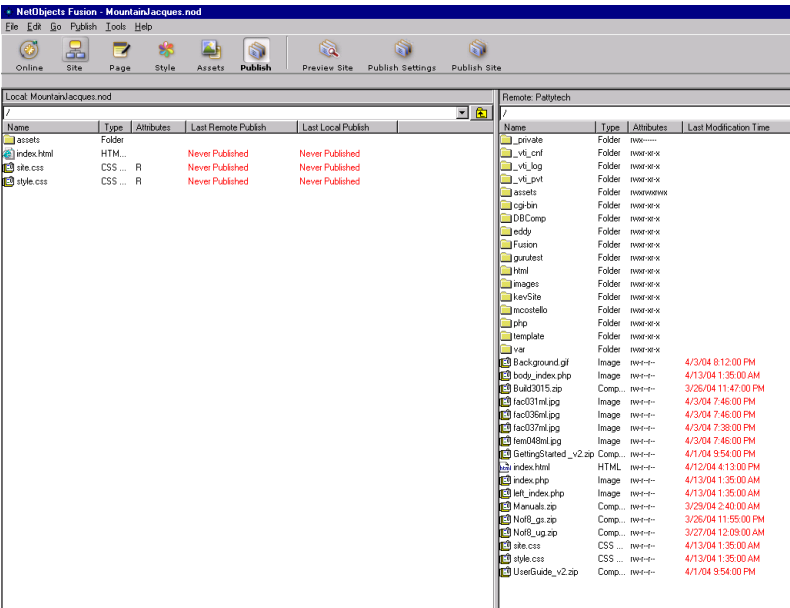 NetObjects Fusion - MountainJacques.nod
File Edit Go Publish Tools Help
Online Site Page Style Assets Publish Preview Site Publish Settings Publish Site
Local: MountainJacques.nod
/
Name Type Attributes Last Remote Publish Last Local Publish
assets Folder
index.html HTM... Never Published Never Published
site.css CSS ... R Never Published Never Published
style.css CSS ... R Never Published Never Published
Remote: Pattytech
/
Name Type Attributes Last Modification Time
_private Folder rwx------
_vti_cnf Folder rwxr-xr-x
_vti_log Folder rwxr-xr-x
_vti_pvt Folder rwxr-xr-x
assets Folder rwxrwxrwx
cgi-bin Folder rwxr-xr-x
DBComp Folder rwxr-xr-x
eddy Folder rwxr-xr-x
Fusion Folder rwxr-xr-x
gurutest Folder rwxr-xr-x
html Folder rwxr-xr-x
images Folder rwxr-xr-x
kevSite Folder rwxr-xr-x
mcostello Folder rwxr-xr-x
php Folder rwxr-xr-x
template Folder rwxr-xr-x
var Folder rwxr-xr-x
Background.gif Image rw-r--r-- 4/3/04 8:12:00 PM
body_index.php Image rw-r--r-- 4/13/04 1:35:00 AM
Build3015.zip Comp... rw-r--r-- 3/26/04 11:47:00 PM
fac031ml.jpg Image rw-r--r-- 4/3/04 7:46:00 PM
fac036ml.jpg Image rw-r--r-- 4/3/04 7:46:00 PM
fac037ml.jpg Image rw-r--r-- 4/3/04 7:38:00 PM
fem048ml.jpg Image rw-r--r-- 4/3/04 7:46:00 PM
GettingStarted_v2.zip Comp... rw-r--r-- 4/1/04 9:54:00 PM
index.html HTML rw-r--r-- 4/12/04 4:13:00 PM
index.php Image rw-r--r-- 4/13/04 1:35:00 AM
left_index.php Image rw-r--r-- 4/13/04 1:35:00 AM
Manuals.zip Comp... rw-r--r-- 3/29/04 2:40:00 AM
Nof8_gs.zip Comp... rw-r--r-- 3/26/04 11:55:00 PM
Nof8_ug.zip Comp... rw-r--r-- 3/27/04 12:09:00 AM
site.css CSS ... rw-r--r-- 4/13/04 1:35:00 AM
style.css CSS ... rw-r--r-- 4/13/04 1:35:00 AM
UserGuide_v2.zip Comp... rw-r--r-- 4/1/04 9:54:00 PM